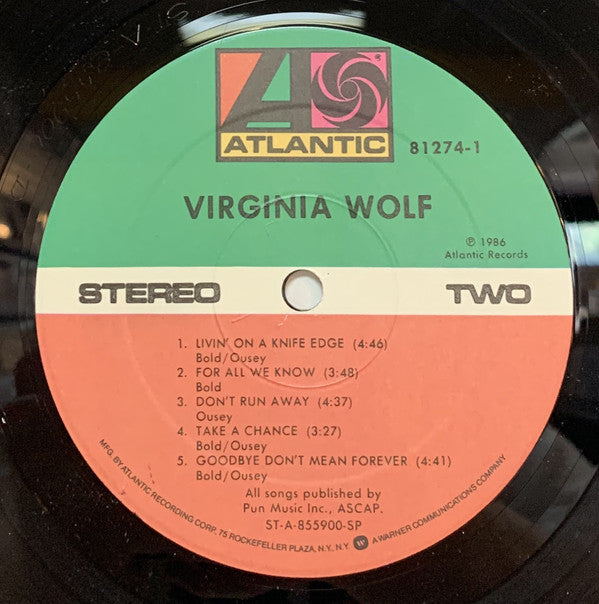 ATLANTIC
®
81274-1
VIRGINIA WOLF
℗ 1986
Atlantic Records
STEREO
TWO
1. LIVIN' ON A KNIFE EDGE (4:46)
Bold/Ousey
2. FOR ALL WE KNOW (3:48)
Bold
3. DON'T RUN AWAY (4:37)
Ousey
4. TAKE A CHANCE (3:27)
Bold/Ousey
5. GOODBYE DON'T MEAN FOREVER (4:41)
Bold/Ousey
All songs published by
Pun Music Inc., ASCAP.
ST-A-855900-SP
MFG. BY ATLANTIC RECORDING CORP. 75 ROCKEFELLER PLAZA, N.Y. N.Y. A WARNER COMMUNICATIONS COMPANY